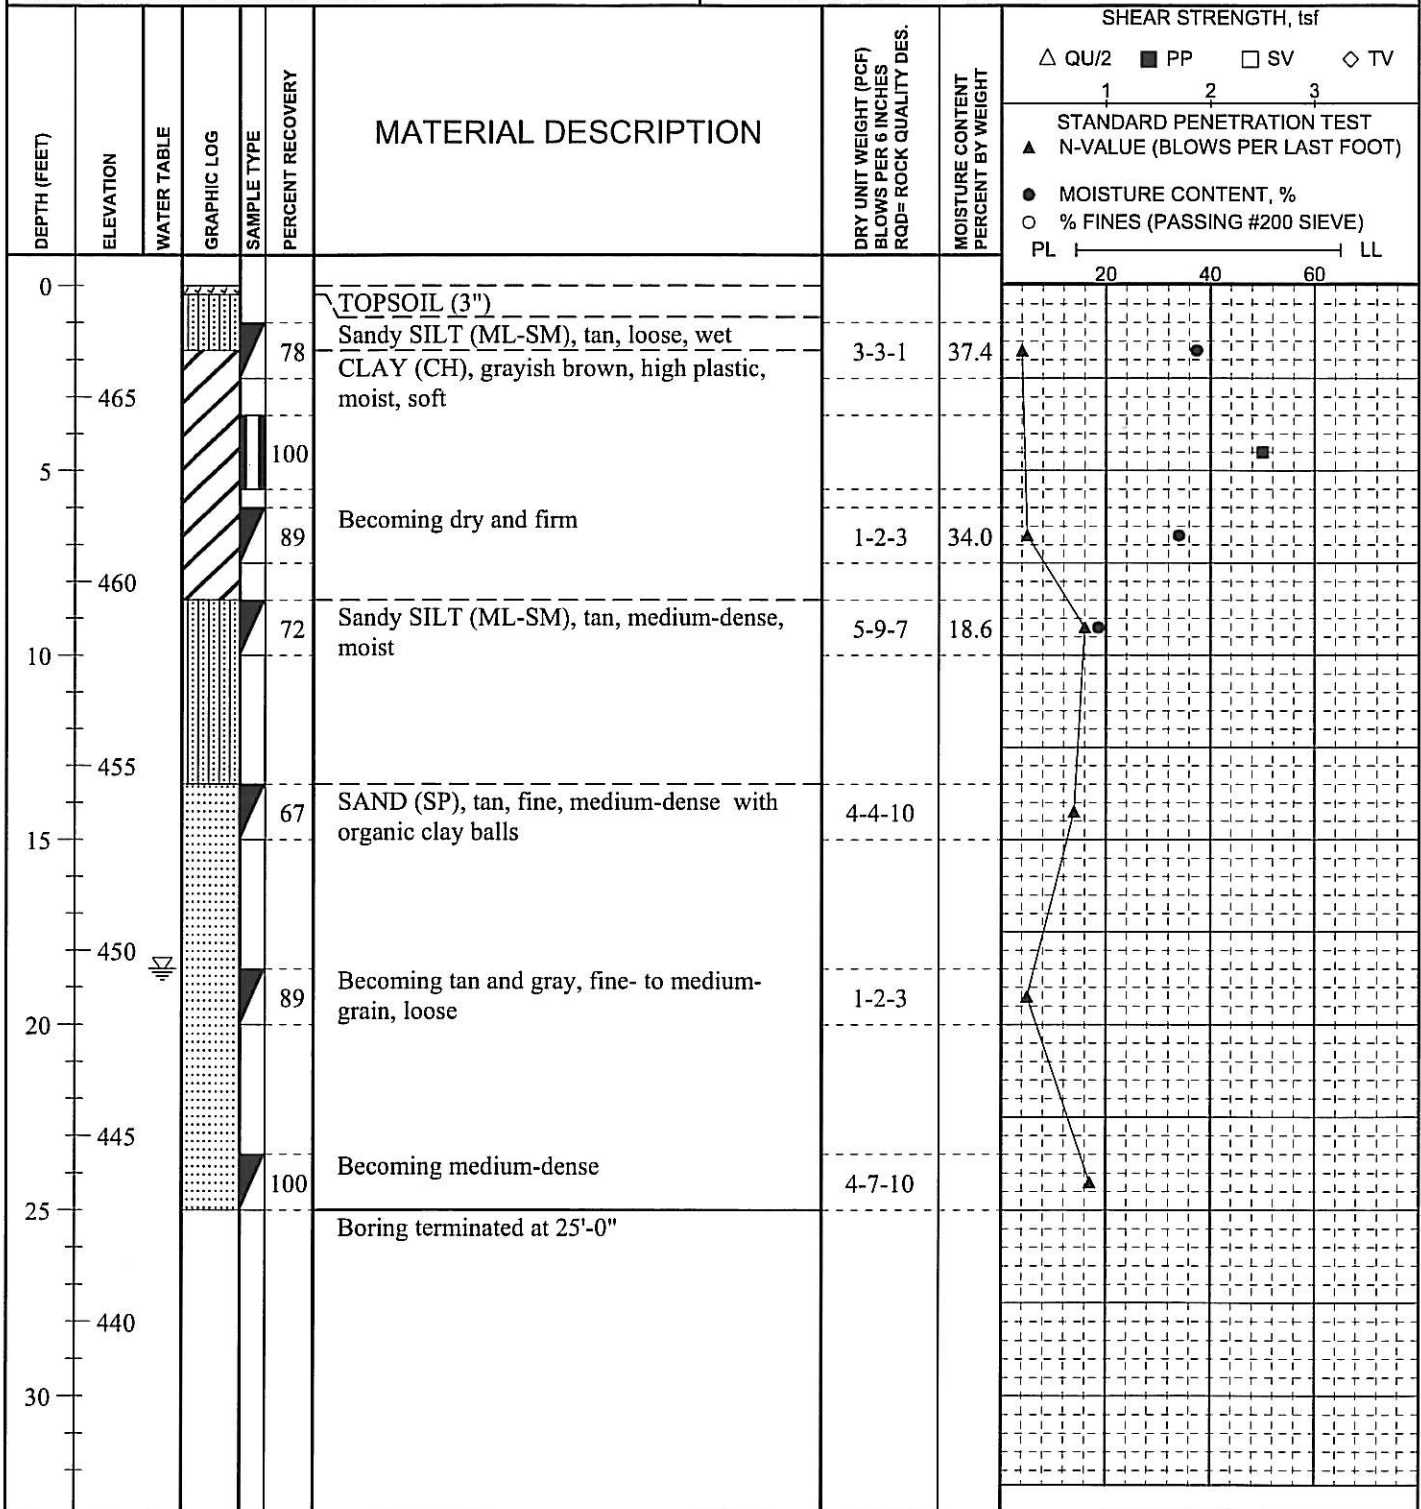 SHEAR STRENGTH, tsf
△ QU/2 ■ PP □ SV ◇ TV
1 2 3
STANDARD PENETRATION TEST
▲ N-VALUE (BLOWS PER LAST FOOT)
● MOISTURE CONTENT, %
○ % FINES (PASSING #200 SIEVE)
PL LL
20 40 60
DEPTH (FEET)
ELEVATION
WATER TABLE
GRAPHIC LOG
SAMPLE TYPE
PERCENT RECOVERY
MATERIAL DESCRIPTION
DRY UNIT WEIGHT (PCF)
BLOWS PER 6 INCHES
RQD= ROCK QUALITY DES.
MOISTURE CONTENT
PERCENT BY WEIGHT
0
TOPSOIL (3")
Sandy SILT (ML-SM), tan, loose, wet
78 3-3-1 37.4
CLAY (CH), grayish brown, high plastic,
465 moist, soft
100
5
Becoming dry and firm
89 1-2-3 34.0
460
Sandy SILT (ML-SM), tan, medium-dense,
72 5-9-7 18.6
moist
10
455
SAND (SP), tan, fine, medium-dense with
67 4-4-10
organic clay balls
15
450
Becoming tan and gray, fine- to medium-
89 1-2-3
grain, loose
20
445
Becoming medium-dense
100 4-7-10
25
Boring terminated at 25'-0"
440
30